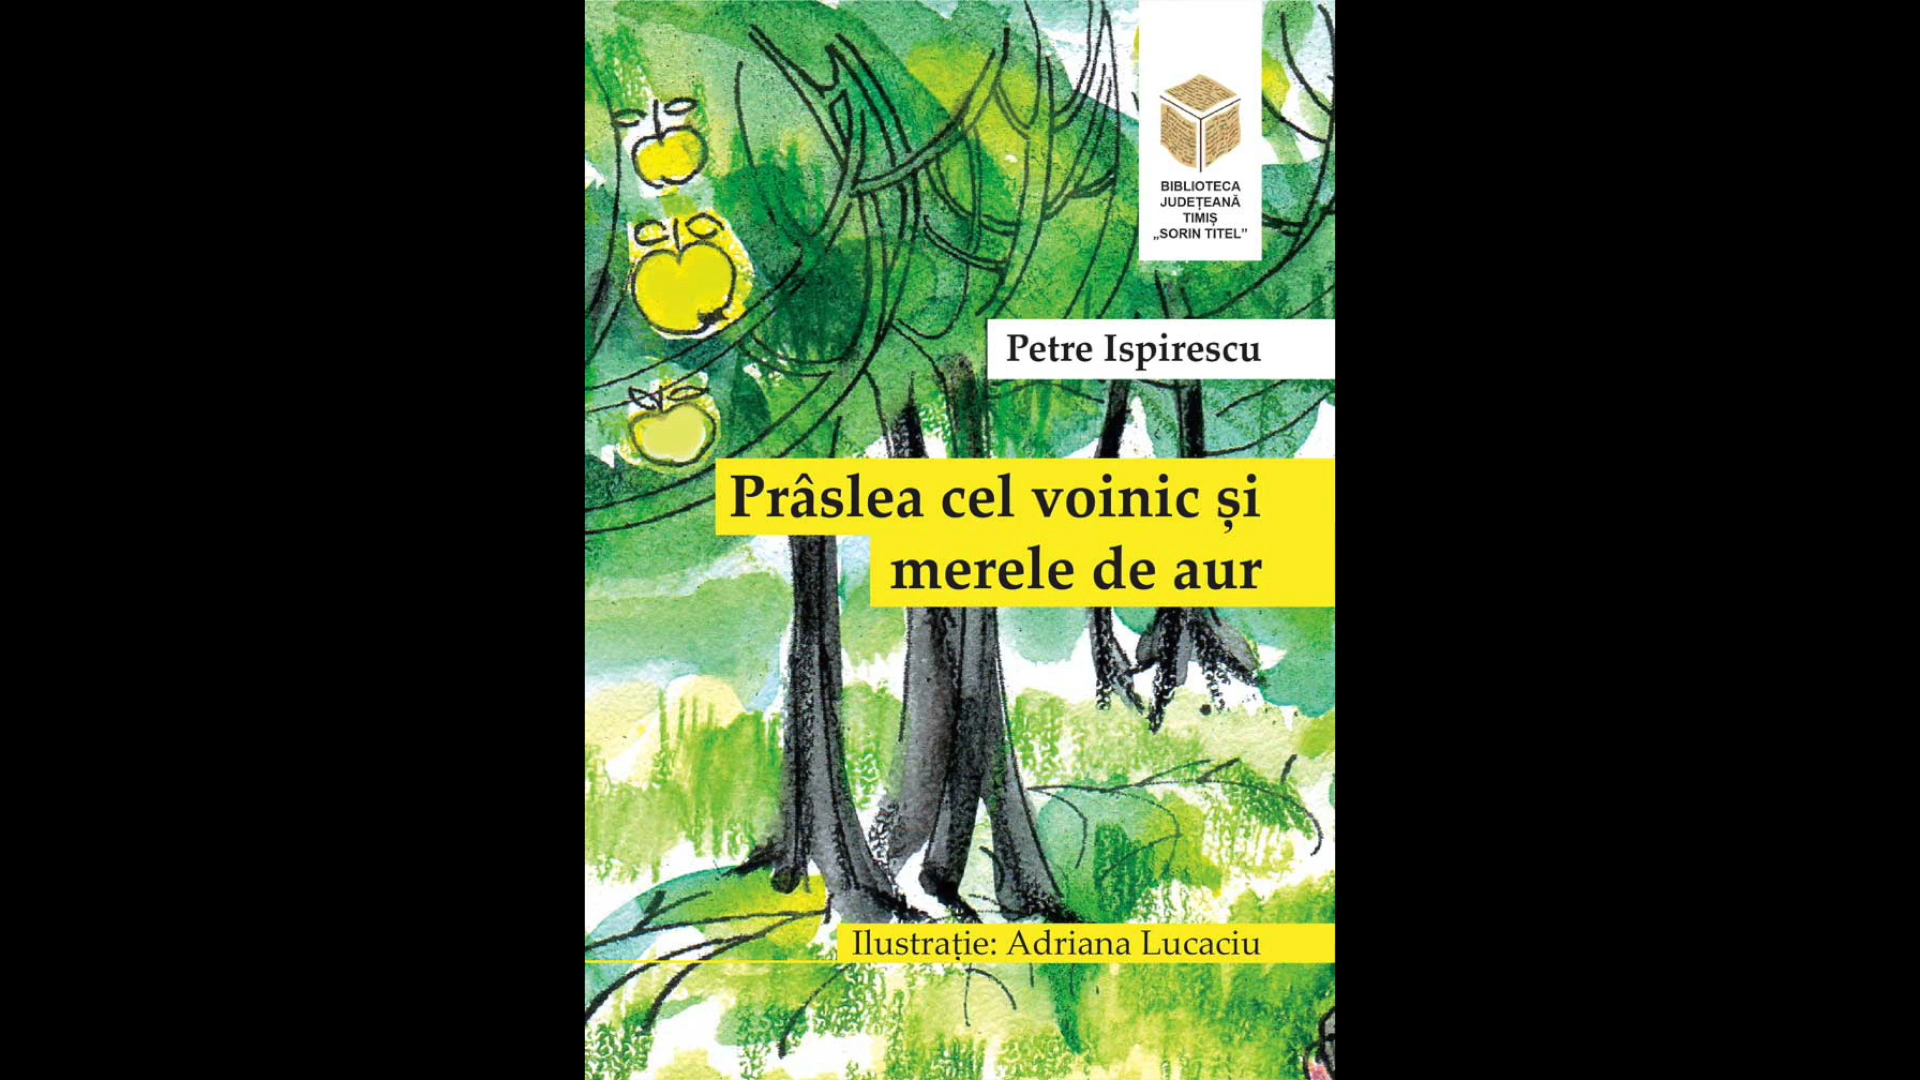 BIBLIOTECA
JUDEȚEANĂ
TIMIȘ
„SORIN TITEL”
Petre Ispirescu
Prâslea cel voinic și
merele de aur
Ilustrație: Adriana Lucaciu